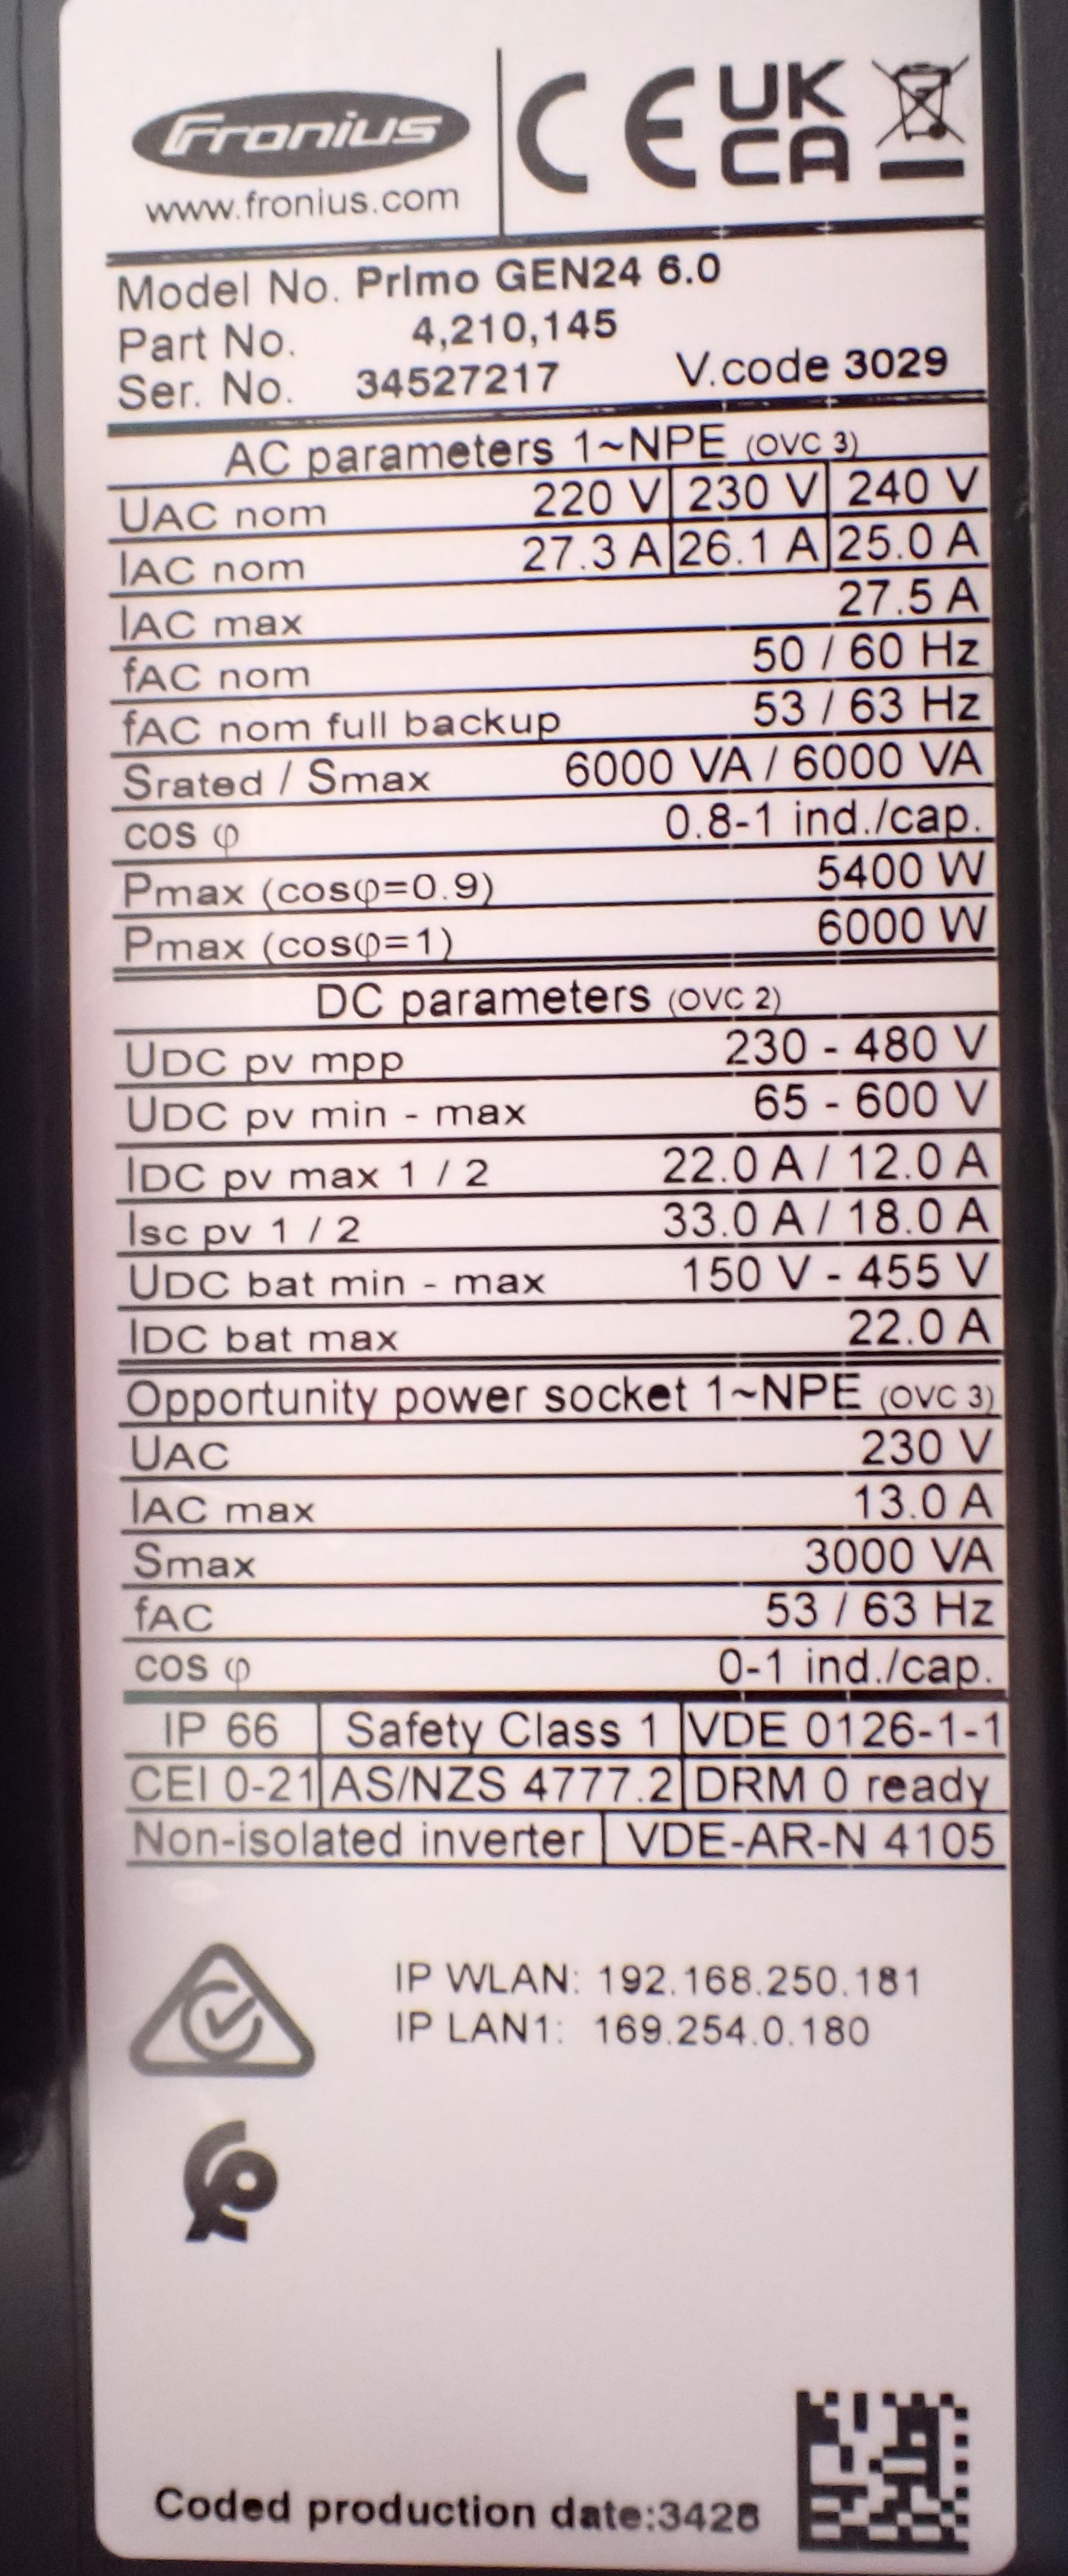 Fronius
www.fronius.com
CE
UK
CA
Model No. Primo GEN24 6.0
Part No. 4,210,145
Ser. No. 34527217 V.code 3029
AC parameters 1~NPE (OVC 3)
UAC nom 220 V 230 V 240 V
IAC nom 27.3 A 26.1 A 25.0 A
IAC max 27.5 A
fAC nom 50 / 60 Hz
fAC nom full backup 53 / 63 Hz
Srated / Smax 6000 VA / 6000 VA
cos φ 0.8-1 ind./cap.
Pmax (cosφ=0.9) 5400 W
Pmax (cosφ=1) 6000 W
DC parameters (OVC 2)
UDC pv mpp 230 - 480 V
UDC pv min - max 65 - 600 V
IDC pv max 1 / 2 22.0 A / 12.0 A
Isc pv 1 / 2 33.0 A / 18.0 A
UDC bat min - max 150 V - 455 V
IDC bat max 22.0 A
Opportunity power socket 1~NPE (OVC 3)
UAC 230 V
IAC max 13.0 A
Smax 3000 VA
fAC 53 / 63 Hz
cos φ 0-1 ind./cap.
IP 66 Safety Class 1 VDE 0126-1-1
CEI 0-21 AS/NZS 4777.2 DRM 0 ready
Non-isolated inverter VDE-AR-N 4105
IP WLAN: 192.168.250.181
IP LAN1: 169.254.0.180
Coded production date:3428